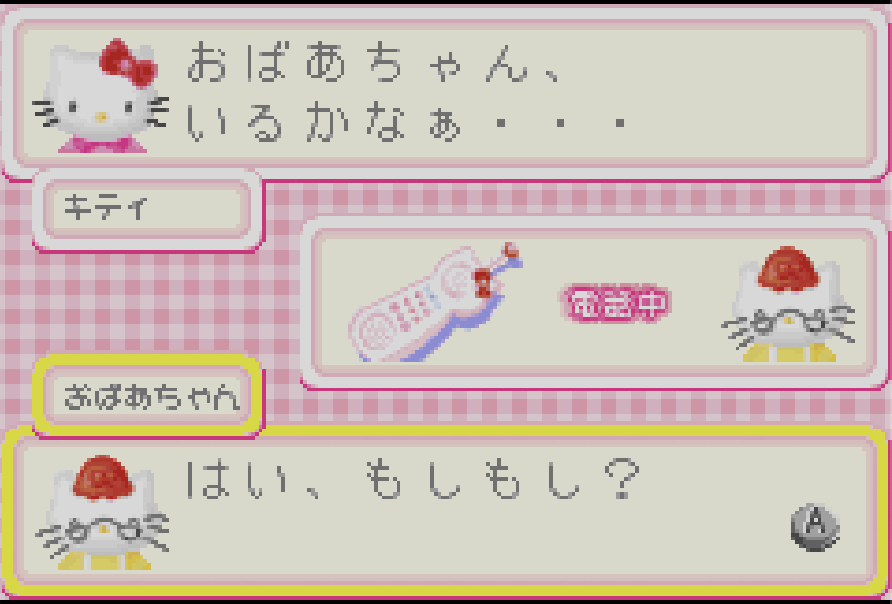 おばあちゃん、
いるかなぁ・・・
キティ
電話中
おばあちゃん
はい、もしもし？
A